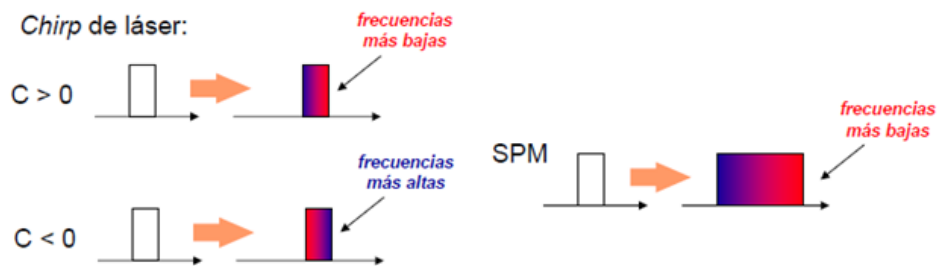 Chirp de láser:
frecuencias
más bajas
C > 0
frecuencias
más altas
C < 0
SPM
frecuencias
más bajas